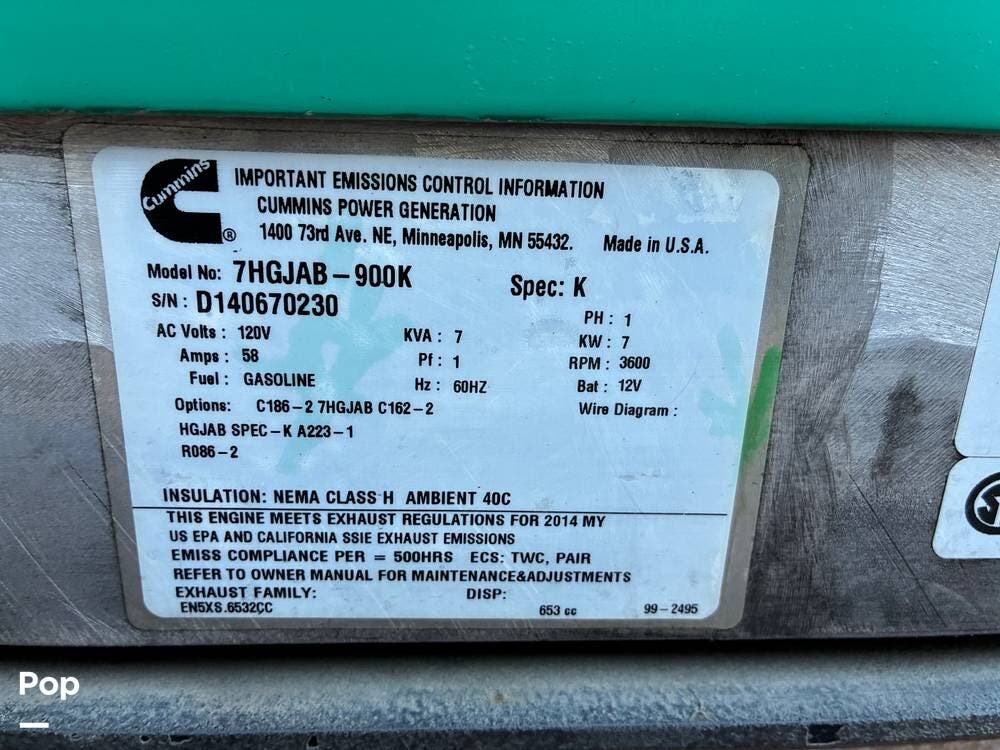 Cummins
®
IMPORTANT EMISSIONS CONTROL INFORMATION
CUMMINS POWER GENERATION
1400 73rd Ave. NE, Minneapolis, MN 55432. Made in U.S.A.
Model No: 7HGJAB-900K Spec: K
S/N: D140670230 PH: 1
AC Volts: 120V KVA: 7 KW: 7
Amps: 58 Pf: 1 RPM: 3600
Fuel: GASOLINE Hz: 60HZ Bat: 12V
Options: C186-2 7HGJAB C162-2 Wire Diagram:
HGJAB SPEC-K A223-1
R086-2
INSULATION: NEMA CLASS H AMBIENT 40C
THIS ENGINE MEETS EXHAUST REGULATIONS FOR 2014 MY
US EPA AND CALIFORNIA SSIE EXHAUST EMISSIONS
EMISS COMPLIANCE PER = 500HRS ECS: TWC, PAIR
REFER TO OWNER MANUAL FOR MAINTENANCE&ADJUSTMENTS
EXHAUST FAMILY: DISP:
EN5XS.6532CC 653 cc 99-2495
Pop